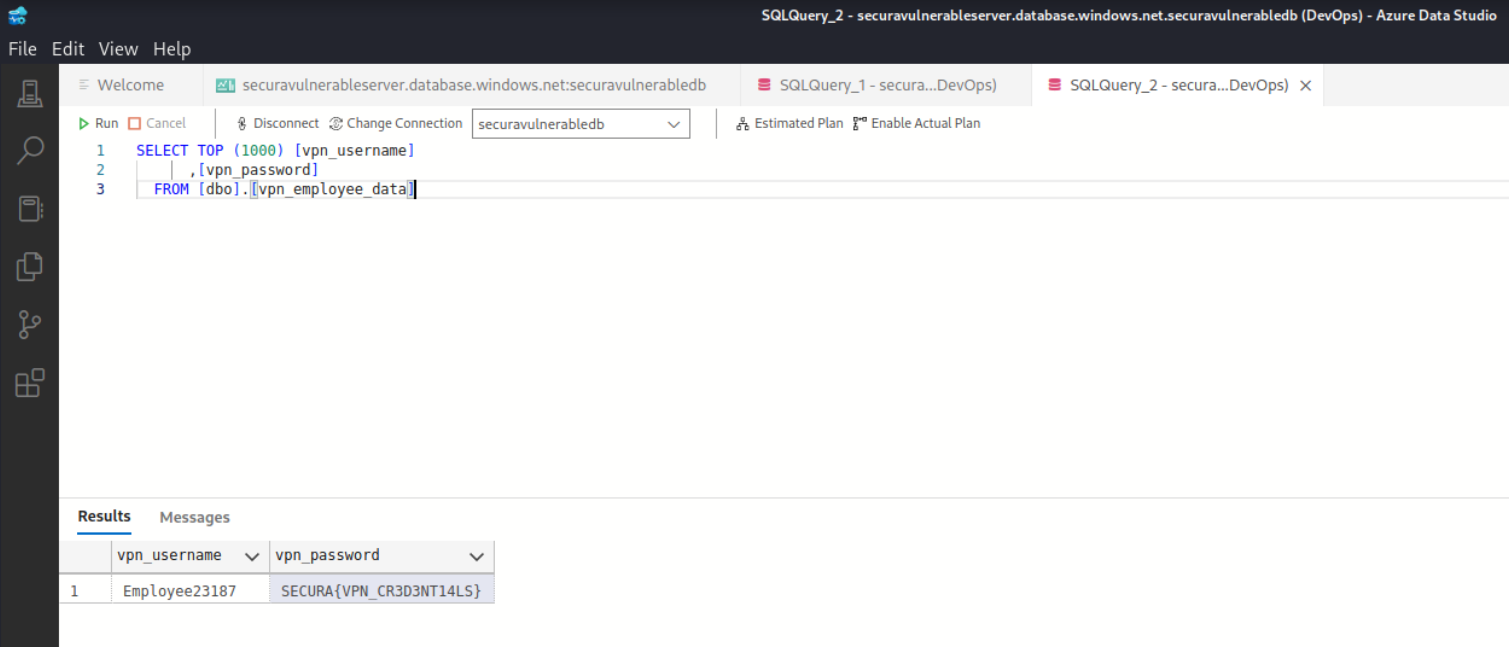 SQLQuery_2 - securavulnerableserver.database.windows.net.securavulnerabledb (DevOps) - Azure Data Studio
File Edit View Help
Welcome securavulnerableserver.database.windows.net:securavulnerabledb SQLQuery_1 - secura...DevOps) SQLQuery_2 - secura...DevOps)
Run Cancel Disconnect Change Connection securavulnerabledb Estimated Plan Enable Actual Plan
1 SELECT TOP (1000) [vpn_username]
2 ,[vpn_password]
3 FROM [dbo].[vpn_employee_data]
Results Messages
vpn_username vpn_password
1 Employee23187 SECURA{VPN_CR3D3NT14LS}